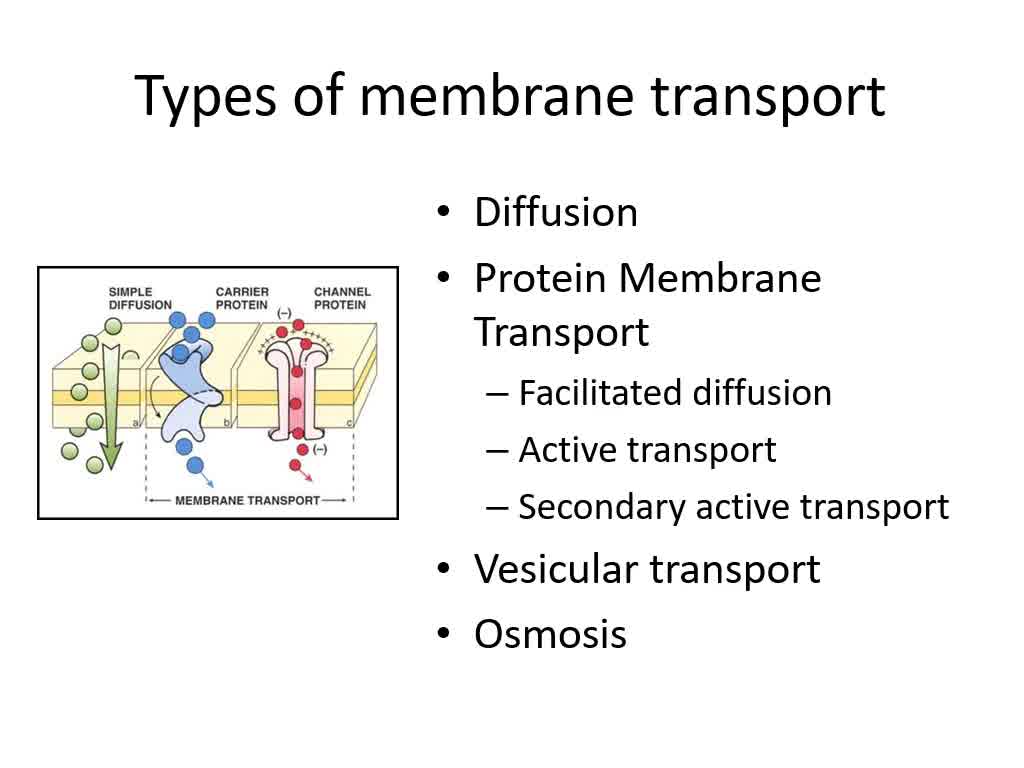 Types of membrane transport
SIMPLE
DIFFUSION
CARRIER
PROTEIN
CHANNEL
PROTEIN
(–)
++++ ++++
a
b
c
(–)
MEMBRANE TRANSPORT
• Diffusion
• Protein Membrane
Transport
– Facilitated diffusion
– Active transport
– Secondary active transport
• Vesicular transport
• Osmosis